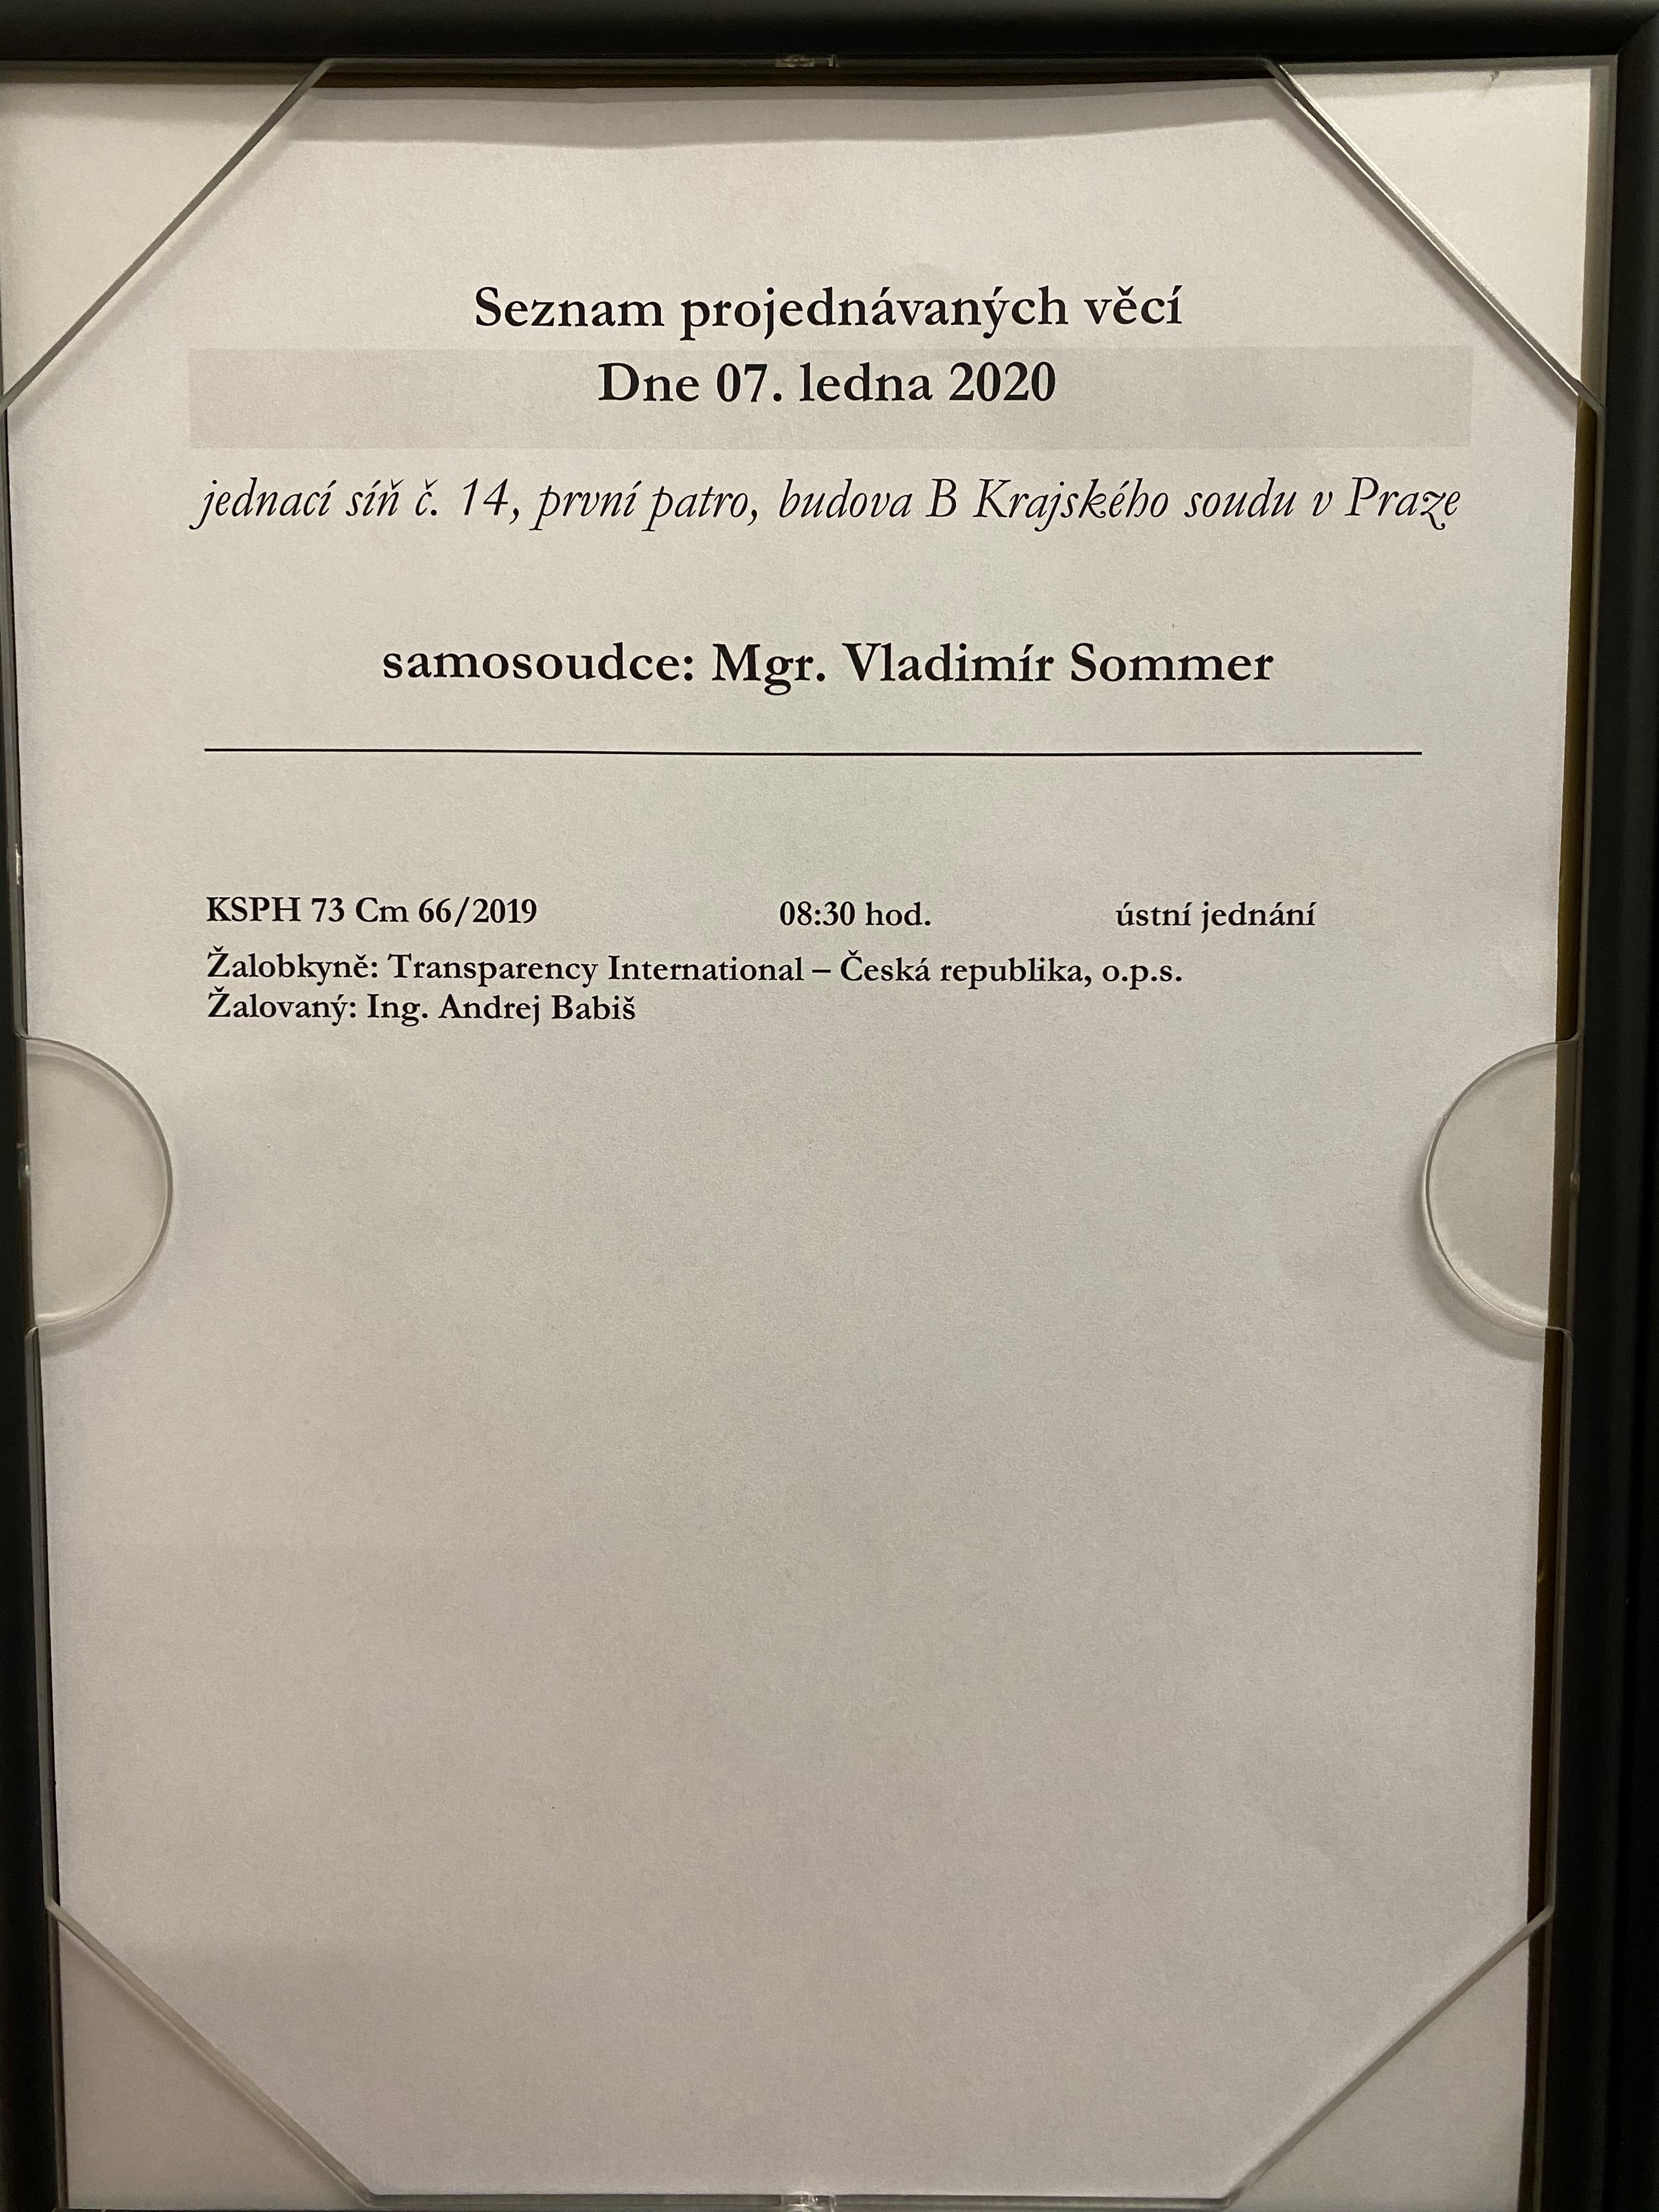 Seznam projednávaných věcí
Dne 07. ledna 2020
jednací síň č. 14, první patro, budova B Krajského soudu v Praze
samosoudce: Mgr. Vladimír Sommer
KSPH 73 Cm 66/2019 08:30 hod. ústní jednání
Žalobkyně: Transparency International – Česká republika, o.p.s.
Žalovaný: Ing. Andrej Babiš